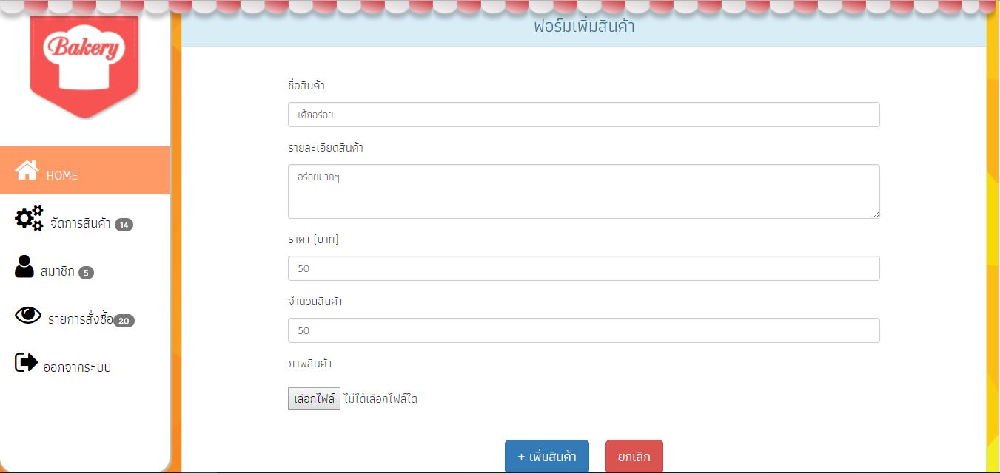 ฟอร์มเพิ่มสินค้า
Bakery
HOME
จัดการสินค้า 14
สมาชิก 5
รายการสั่งซื้อ 20
ออกจากระบบ
ชื่อสินค้า
เค้กอร่อย
รายละเอียดสินค้า
อร่อยมากๆ
ราคา (บาท)
50
จำนวนสินค้า
50
ภาพสินค้า
เลือกไฟล์ ไม่ได้เลือกไฟล์ใด
+ เพิ่มสินค้า ยกเลิก